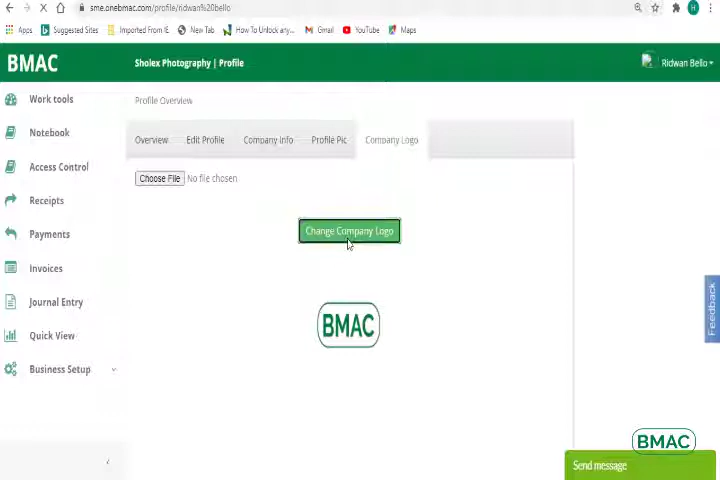 sme.onebmac.com/profile/ridwan%20bello
Apps Suggested Sites Imported From IE New Tab How To Unlock any... Gmail YouTube Maps
BMAC Sholex Photography | Profile Ridwan Bello
Work tools
Profile Overview
Notebook
Overview Edit Profile Company Info Profile Pic Company Logo
Access Control
Choose File No file chosen
Receipts
Payments
Change Company Logo
Invoices
Journal Entry
Feedback
BMAC
Quick View
Business Setup
BMAC
Send message
H